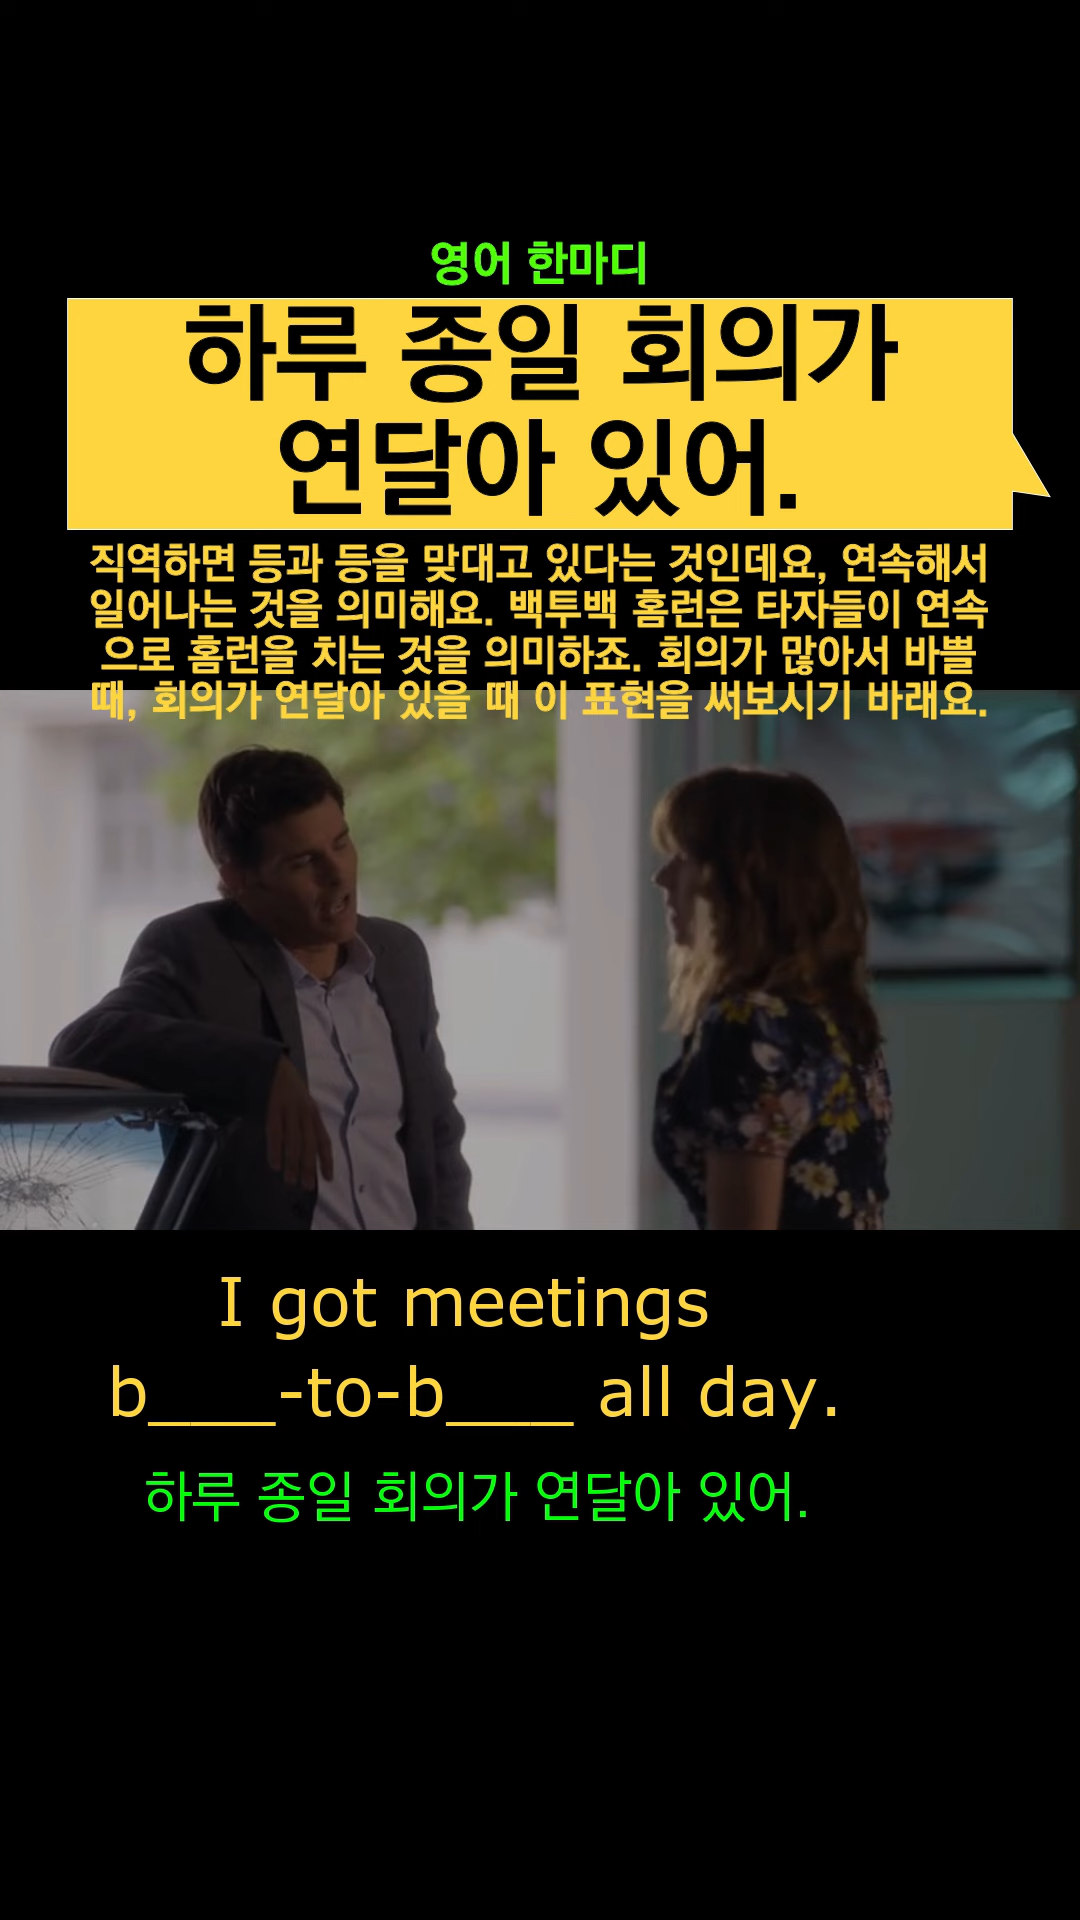 영어 한마디
하루 종일 회의가
연달아 있어.
직역하면 등과 등을 맞대고 있다는 것인데요, 연속해서
일어나는 것을 의미해요. 백투백 홈런은 타자들이 연속
으로 홈런을 치는 것을 의미하죠. 회의가 많아서 바쁠
때, 회의가 연달아 있을 때 이 표현을 써보시기 바래요.
I got meetings
b___-to-b___ all day.
하루 종일 회의가 연달아 있어.